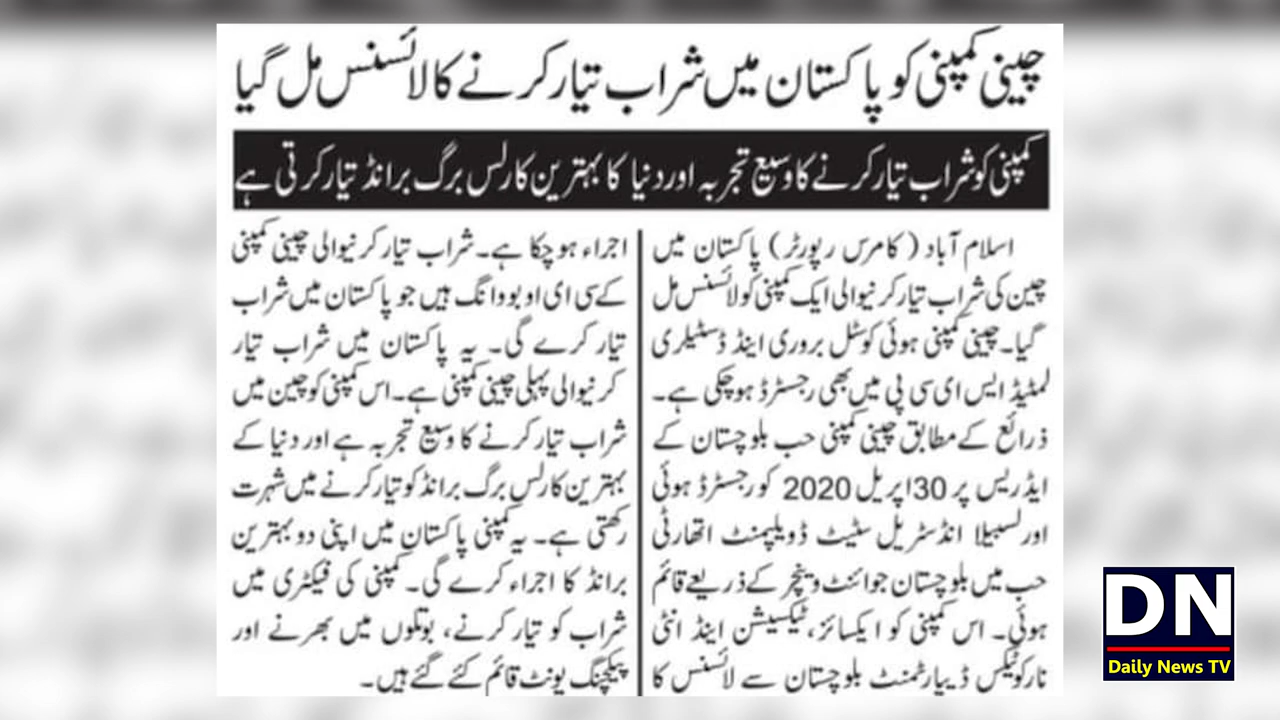 چینی کمپنی کو پاکستان میں شراب تیار کرنے کا لائسنس مل گیا
کمپنی کو شراب تیار کرنے کا وسیع تجربہ اور دنیا کا بہترین کارلس برگ برانڈ تیار کرتی ہے
اسلام آباد (کامرس رپورٹر) پاکستان میں
چین کی شراب تیار کرنیوالی ایک کمپنی کو لائسنس مل
گیا۔ چینی کمپنی ہوئی کوسٹل بروری اینڈ ڈسٹیلری
لمٹیڈ ایس ای سی پی میں بھی رجسٹرڈ ہوچکی ہے۔
ذرائع کے مطابق چینی کمپنی حب بلوچستان کے
ایڈریس پر 30اپریل 2020 کو رجسٹرڈ ہوئی
اور لسبیلا انڈسٹریل سٹیٹ ڈویلپمنٹ اتھارٹی
حب میں بلوچستان جوائنٹ وینچر کے ذریعے قائم
ہوئی۔ اس کمپنی کو ایکسائز، ٹیکسیشن اینڈ انٹی
نارکوٹیکس ڈیپارٹمنٹ بلوچستان سے لائسنس کا
اجراء ہو چکا ہے۔ شراب تیار کرنیوالی چینی کمپنی
کے سی ای او بووانگ ہیں جو پاکستان میں شراب
تیار کرے گی۔ یہ پاکستان میں شراب تیار
کرنیوالی پہلی چینی کمپنی ہے۔ اس کمپنی کو چین میں
شراب تیار کرنے کا وسیع تجربہ ہے اور دنیا کے
بہترین کارلس برگ برانڈ کو تیار کرنے میں شہرت
رکھتی ہے۔ یہ کمپنی پاکستان میں اپنی دو بہترین
برانڈ کا اجراء کرے گی۔ کمپنی کی فیکٹری میں
شراب کو تیار کرنے، بوتلوں میں بھرنے اور
پیکچنگ یونٹ قائم کئے گئے ہیں۔
DN
Daily News TV